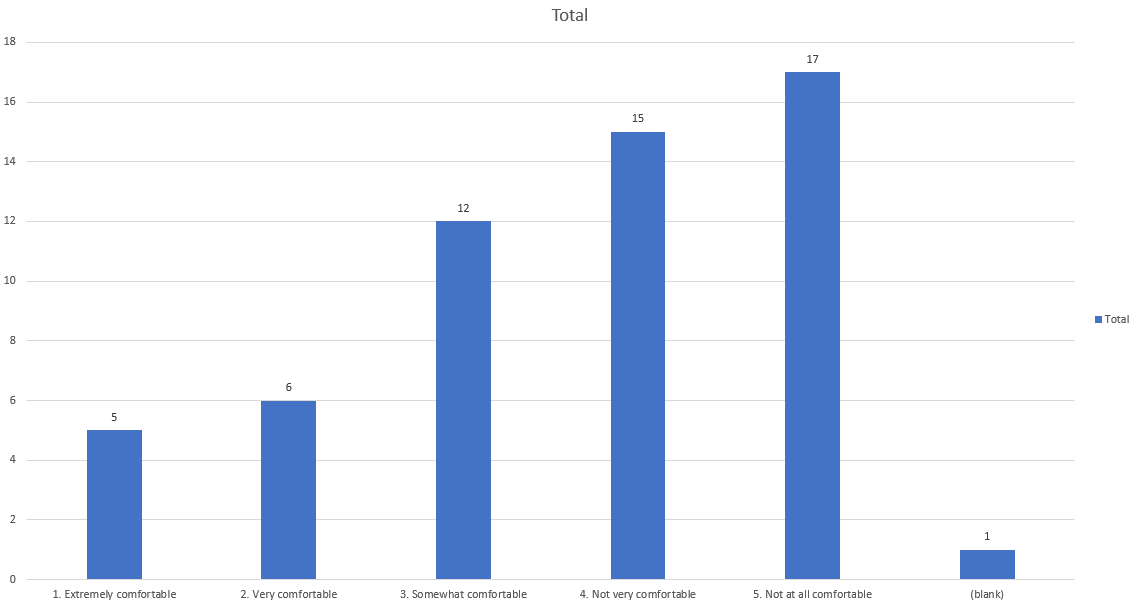 Total
18
16
14
12
10
8
6
4
2
0
5
6
12
15
17
1
1. Extremely comfortable
2. Very comfortable
3. Somewhat comfortable
4. Not very comfortable
5. Not at all comfortable
(blank)
Total